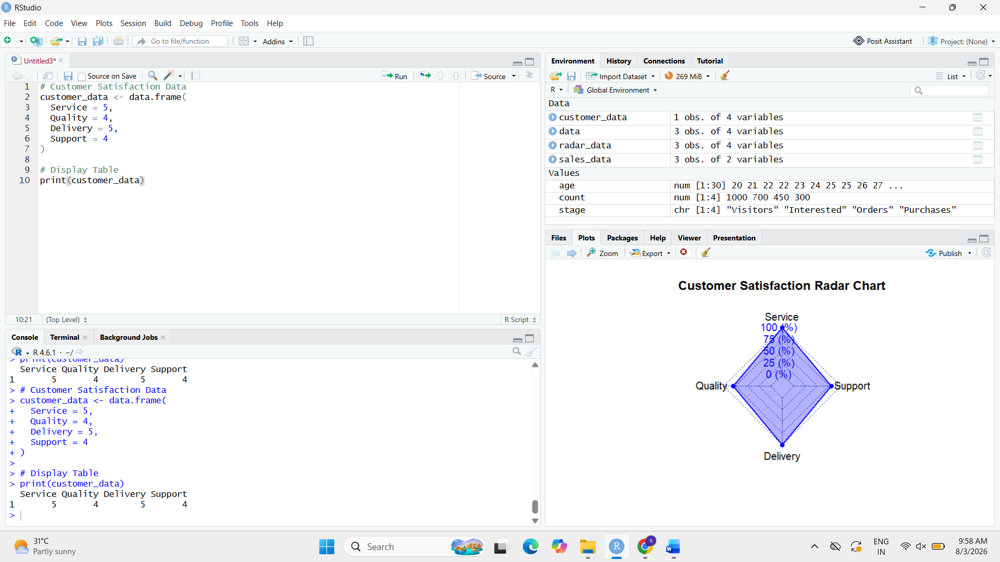 RStudio
File Edit Code View Plots Session Build Debug Profile Tools Help
Go to file/function Addins Posit Assistant Project: (None)
Untitled3*
Source on Save Run Source
1 # Customer Satisfaction Data
2 customer_data <- data.frame(
3 Service = 5,
4 Quality = 4,
5 Delivery = 5,
6 Support = 4
7 )
8
9 # Display Table
10 print(customer_data)
10:21 (Top Level) R Script
Console Terminal Background Jobs
R 4.6.1 · ~/
> print(customer_data)
Service Quality Delivery Support
1 5 4 5 4
> # Customer Satisfaction Data
> customer_data <- data.frame(
+ Service = 5,
+ Quality = 4,
+ Delivery = 5,
+ Support = 4
+ )
>
> # Display Table
> print(customer_data)
Service Quality Delivery Support
1 5 4 5 4
>
Environment History Connections Tutorial
Import Dataset 269 MiB List
R Global Environment
Data
customer_data 1 obs. of 4 variables
data 3 obs. of 4 variables
radar_data 3 obs. of 4 variables
sales_data 3 obs. of 2 variables
Values
age num [1:30] 20 21 22 22 23 24 25 25 26 27 ...
count num [1:4] 1000 700 450 300
stage chr [1:4] "Visitors" "Interested" "Orders" "Purchases"
Files Plots Packages Help Viewer Presentation
Zoom Export Publish
Customer Satisfaction Radar Chart
Service
100 (%)
75 (%)
50 (%)
25 (%)
0 (%)
Quality Support
Delivery
31°C
Partly sunny
Search
ENG
IN
9:58 AM
8/3/2026